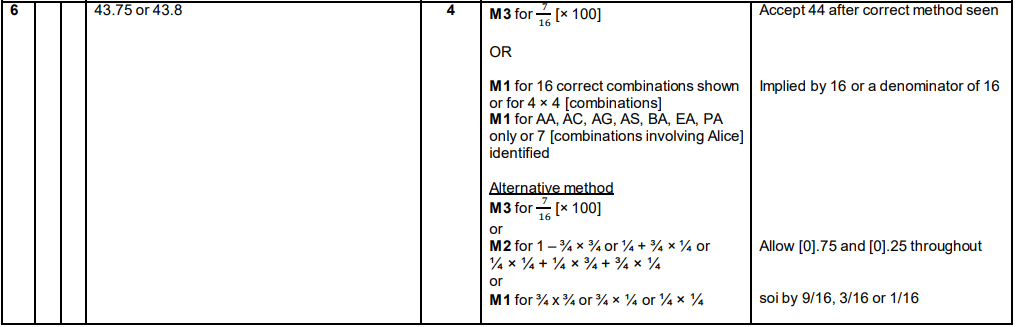 6 43.75 or 43.8 4 M3 for 7/16 [× 100] Accept 44 after correct method seen
OR
M1 for 16 correct combinations shown Implied by 16 or a denominator of 16
or for 4 × 4 [combinations]
M1 for AA, AC, AG, AS, BA, EA, PA
only or 7 [combinations involving Alice]
identified
Alternative method
M3 for 7/16 [× 100]
or
M2 for 1 – ¾ × ¾ or ¼ + ¾ × ¼ or Allow [0].75 and [0].25 throughout
¼ × ¼ + ¼ × ¾ + ¾ × ¼
or
M1 for ¾ x ¾ or ¾ × ¼ or ¼ × ¼ soi by 9/16, 3/16 or 1/16